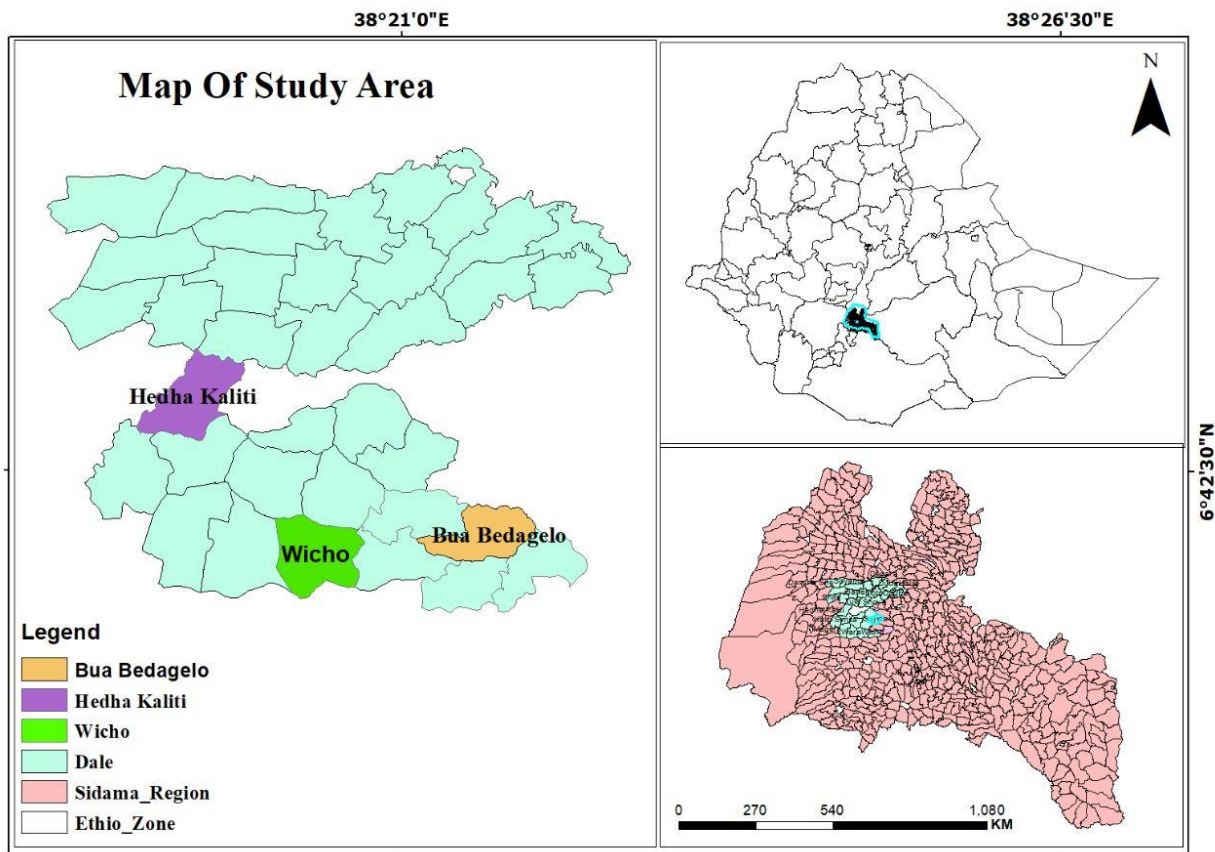 38°21'0"E
38°26'30"E
Map Of Study Area
N
Hedha Kaliti
Wicho
Bua Bedagelo
6°42'30"N
Legend
Bua Bedagelo
Hedha Kaliti
Wicho
Dale
Sidama_Region
Ethio_Zone
0 270 540 1,080
KM